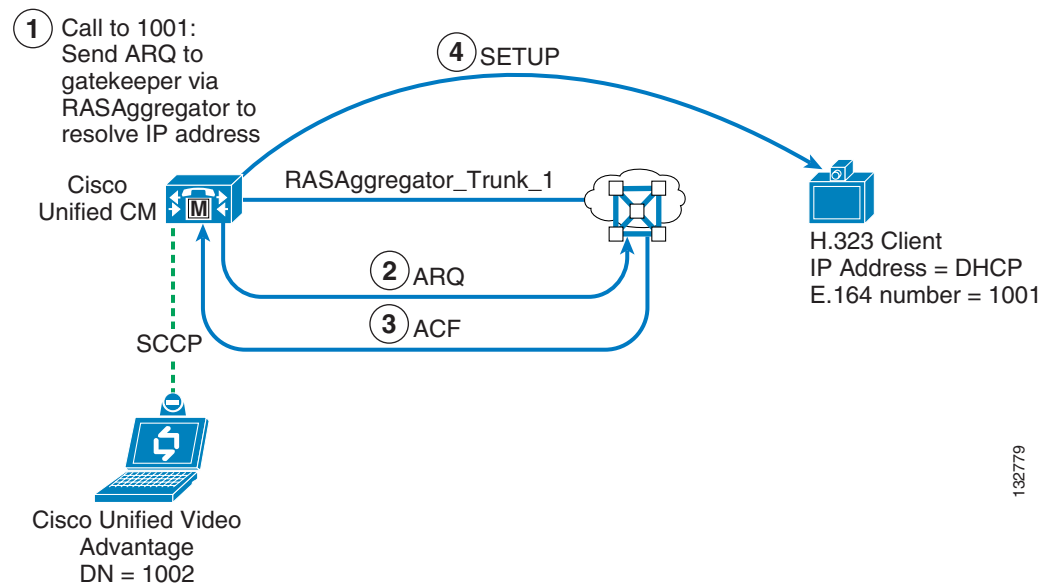 1 Call to 1001:
Send ARQ to
gatekeeper via
RASAggregator to
resolve IP address
4 SETUP
Cisco
Unified CM
M
RASAggregator_Trunk_1
H.323 Client
IP Address = DHCP
E.164 number = 1001
2 ARQ
3 ACF
SCCP
Cisco Unified Video
Advantage
DN = 1002
132779